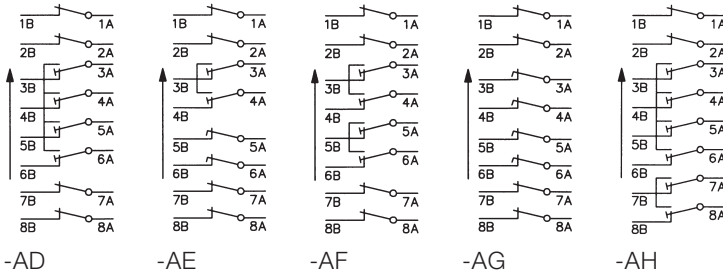 1B 1A 1B 1A 1B 1A 1B 1A 1B 1A
2B 2A 2B 2A 2B 2A 2B 2A 2B 2A
3B 3A 3B 3A 3B 3A 3B 3A 3B 3A
4B 4A 4B 4A 4B 4A 4B 4A 4B 4A
5B 5A 5B 5A 5B 5A 5B 5A 5B 5A
6B 6A 6B 6A 6B 6A 6B 6A 6B 6A
7B 7A 7B 7A 7B 7A 7B 7A 7B 7A
8B 8A 8B 8A 8B 8A 8B 8A 8B 8A
-AD -AE -AF -AG -AH